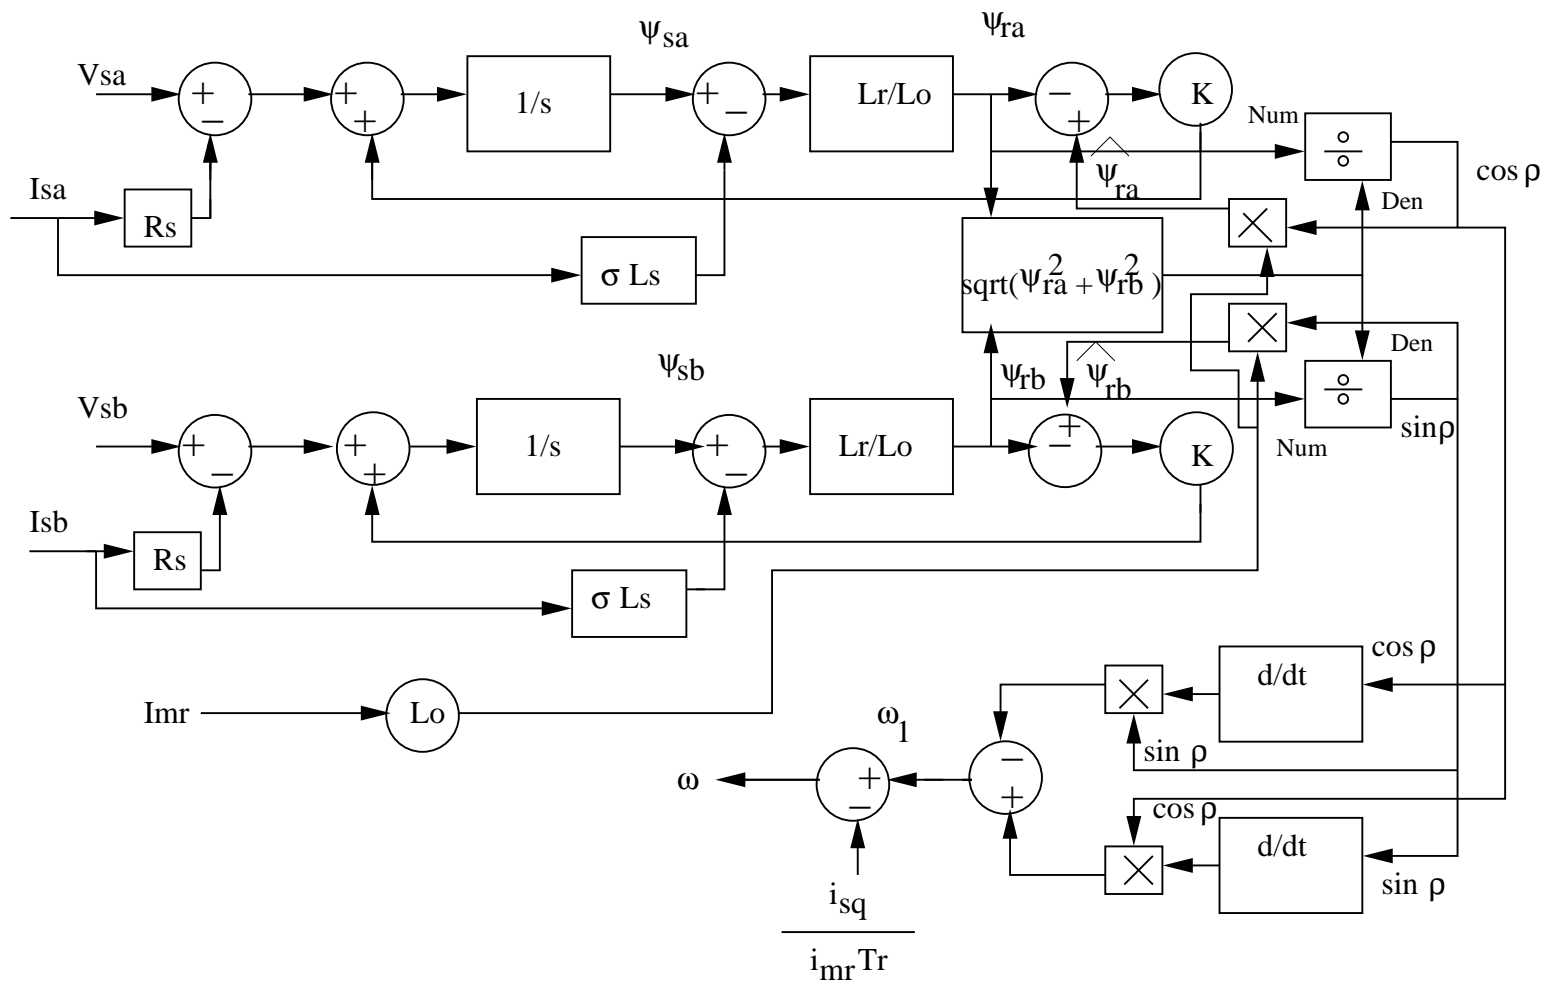 ψsa
ψra
Vsa
+
−
+
+
1/s
+
−
Lr/Lo
−
+
K
Num
÷
cos ρ
Isa
Rs
ψ̂ra
Den
×
σ Ls
sqrt(ψra² + ψrb²)
×
Den
ψsb
ψrb
ψ̂rb
÷
Vsb
sinρ
+
−
+
+
1/s
+
−
Lr/Lo
+
−
K
Num
Isb
Rs
σ Ls
cos ρ
d/dt
×
Imr
Lo
ω1
sin ρ
ω
+
−
−
+
cos ρ
d/dt
×
sin ρ
isq
imrTr